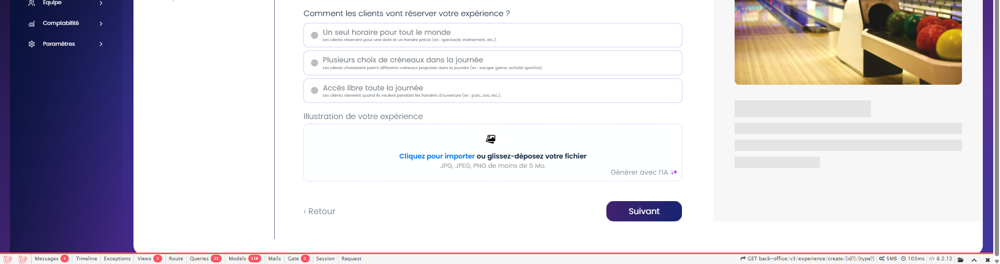 Équipe
Comptabilité
Paramètres
Comment les clients vont réserver votre expérience ?
Un seul horaire pour tout le monde
Les clients réservent pour une date et un horaire précis (ex : spectacle, événement, etc.).
Plusieurs choix de créneaux dans la journée
Les clients choisissent parmi différents créneaux proposés dans la journée (ex : escape game, activité sportive).
Accès libre toute la journée
Les clients viennent quand ils veulent pendant les horaires d'ouverture (ex : parc, zoo, etc.).
Illustration de votre expérience
Cliquez pour importer ou glissez-déposez votre fichier
JPG, JPEG, PNG de moins de 5 Mo.
Générer avec l'IA
‹ Retour
Suivant
Messages 1 Timeline Exceptions Views 3 Route Queries 21 Models 118 Mails Gate 1 Session Request GET back-office/v3/experience/create/{id?}/{type?} 5MB 103ms 8.2.12